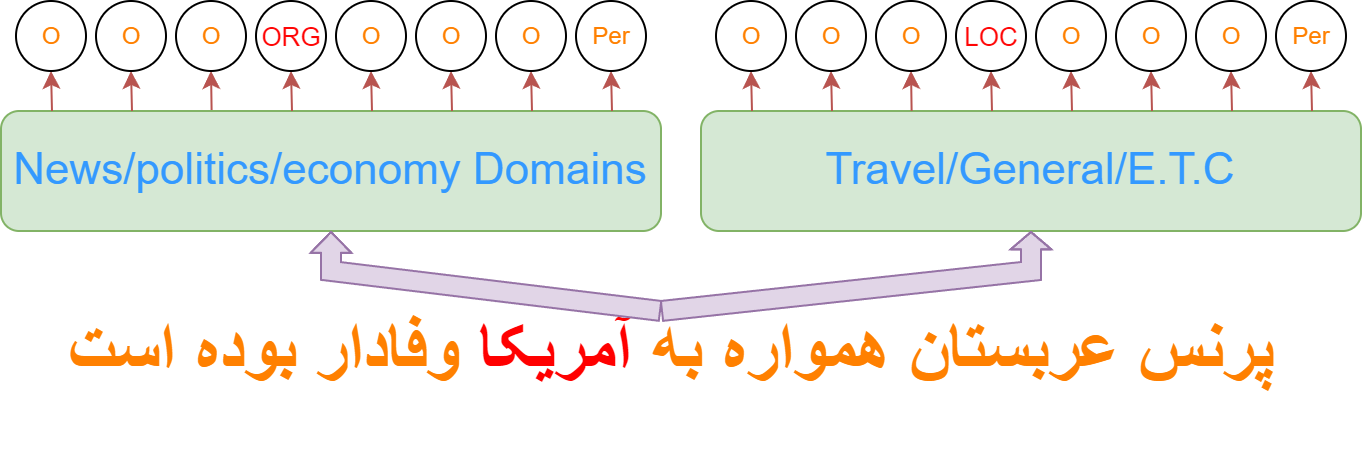 O O O ORG O O O Per
O O O LOC O O O Per
News/politics/economy Domains
Travel/General/E.T.C
پرنس عربستان همواره به آمریکا وفادار بوده است